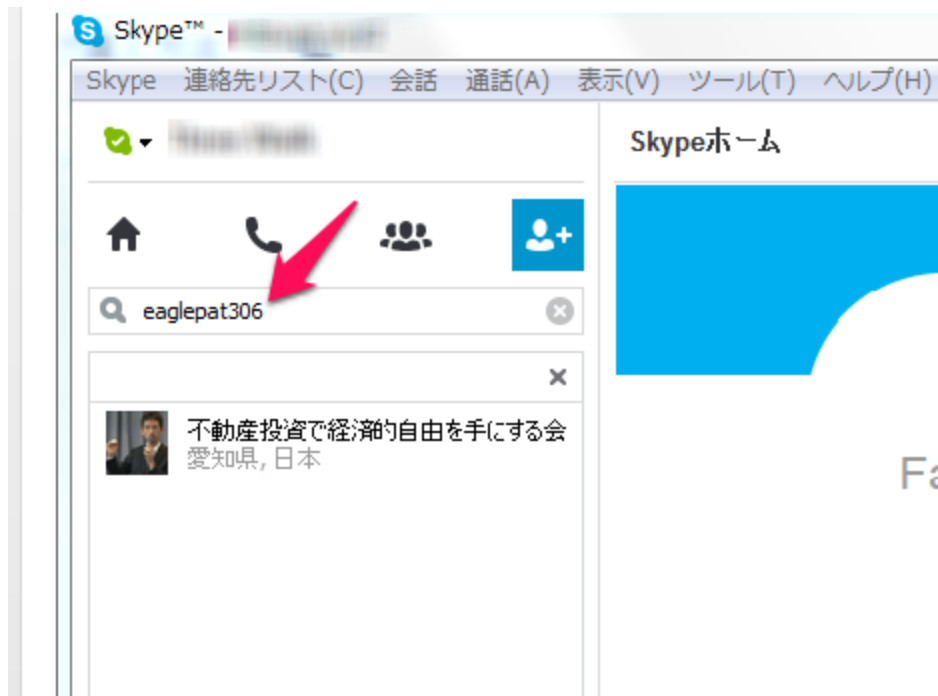 Skype™ -
Skype 連絡先リスト(C) 会話 通話(A) 表示(V) ツール(T) ヘルプ(H)
Skypeホーム
eaglepat306
不動産投資で経済的自由を手にする会
愛知県, 日本
Fa